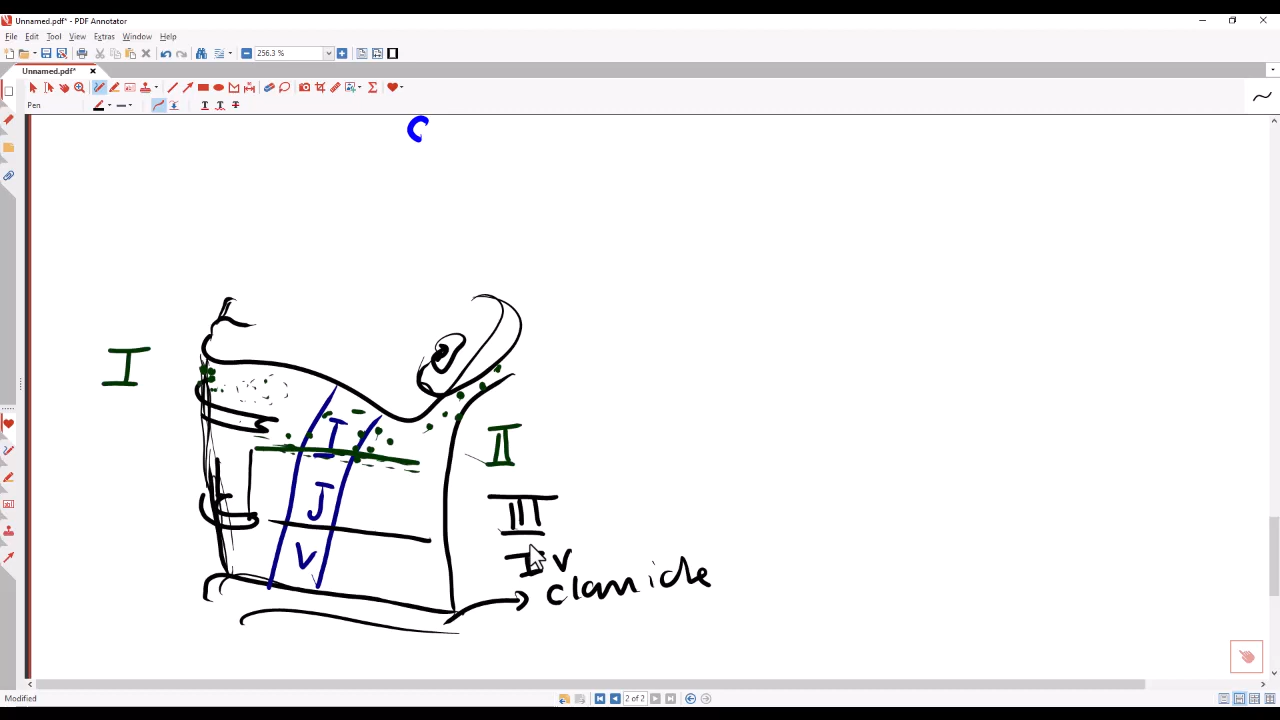 Unnamed.pdf* - PDF Annotator
File Edit Tool View Extras Window Help
256.3 %
Unnamed.pdf*
Pen
C
I
II
I
J
V
III
IV
clanicle
Modified
2 of 2